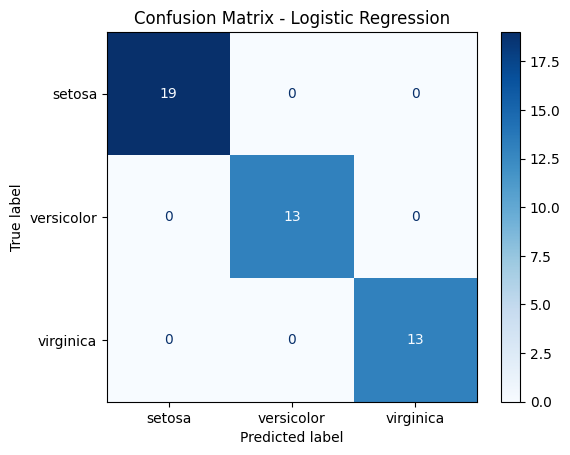 Confusion Matrix - Logistic Regression
setosa 19 0 0
versicolor 0 13 0
virginica 0 0 13
setosa versicolor virginica
Predicted label
True label
17.5
15.0
12.5
10.0
7.5
5.0
2.5
0.0